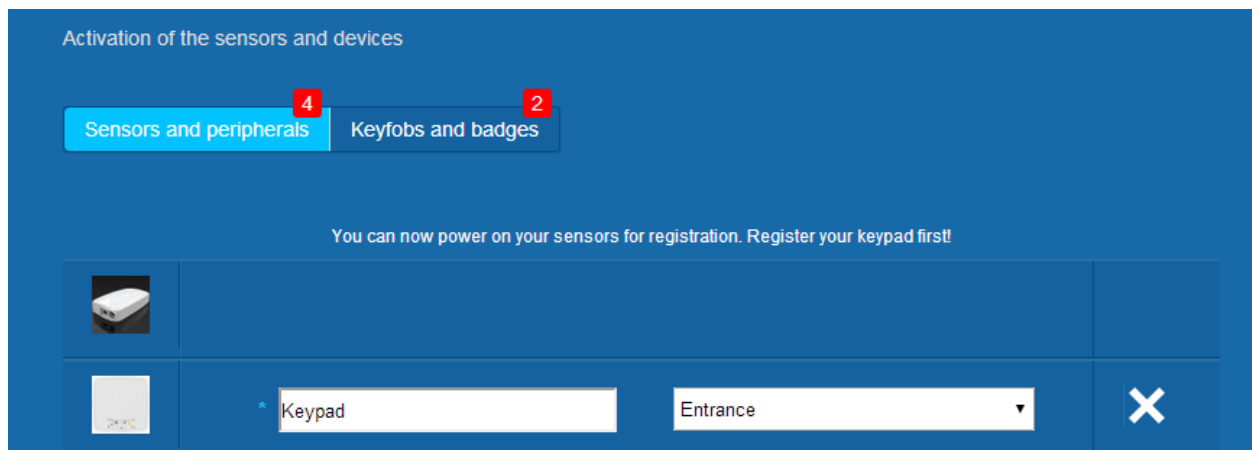 Activation of the sensors and devices
4 2
Sensors and peripherals Keyfobs and badges
You can now power on your sensors for registration. Register your keypad first!
* Keypad Entrance